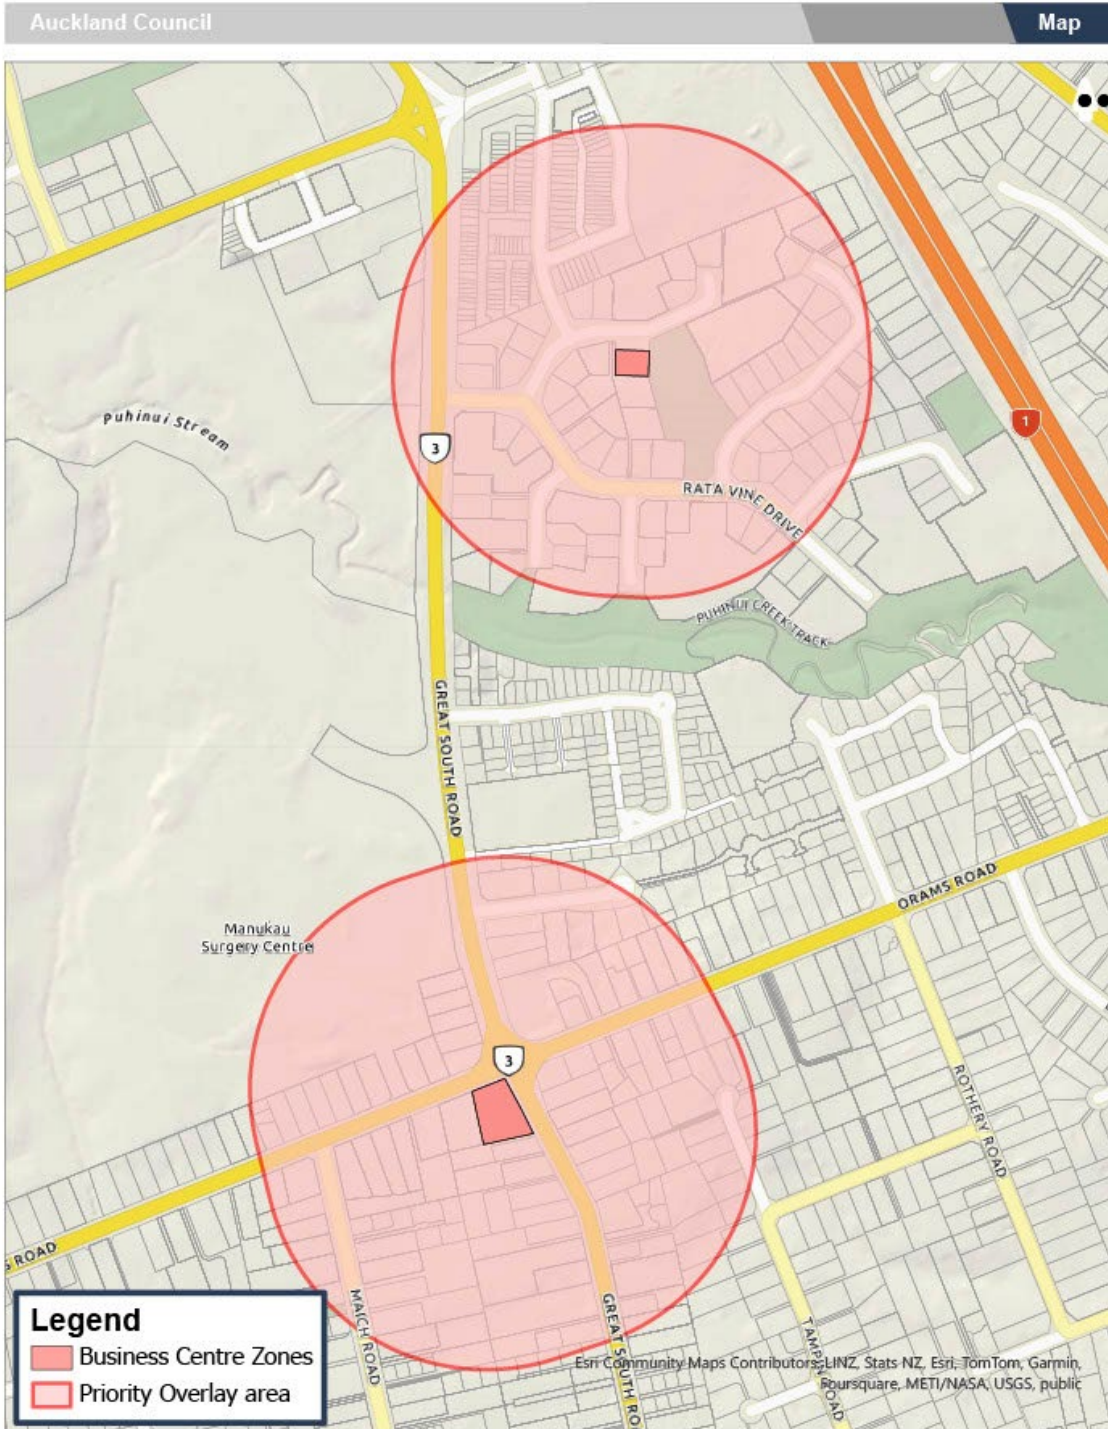 Auckland Council
Map
Puhinui Stream
3
1
RATA VINE DRIVE
PUHINUI CREEK TRACK
GREAT SOUTH ROAD
ORAMS ROAD
Manukau
Surgery Centre
3
ROTHERY ROAD
S ROAD
MAICH ROAD
GREAT SOUTH RO
TAMPIN ROAD
Legend
Business Centre Zones
Priority Overlay area
Esri Community Maps Contributors, LINZ, Stats NZ, Esri, TomTom, Garmin,
Foursquare, METI/NASA, USGS, public